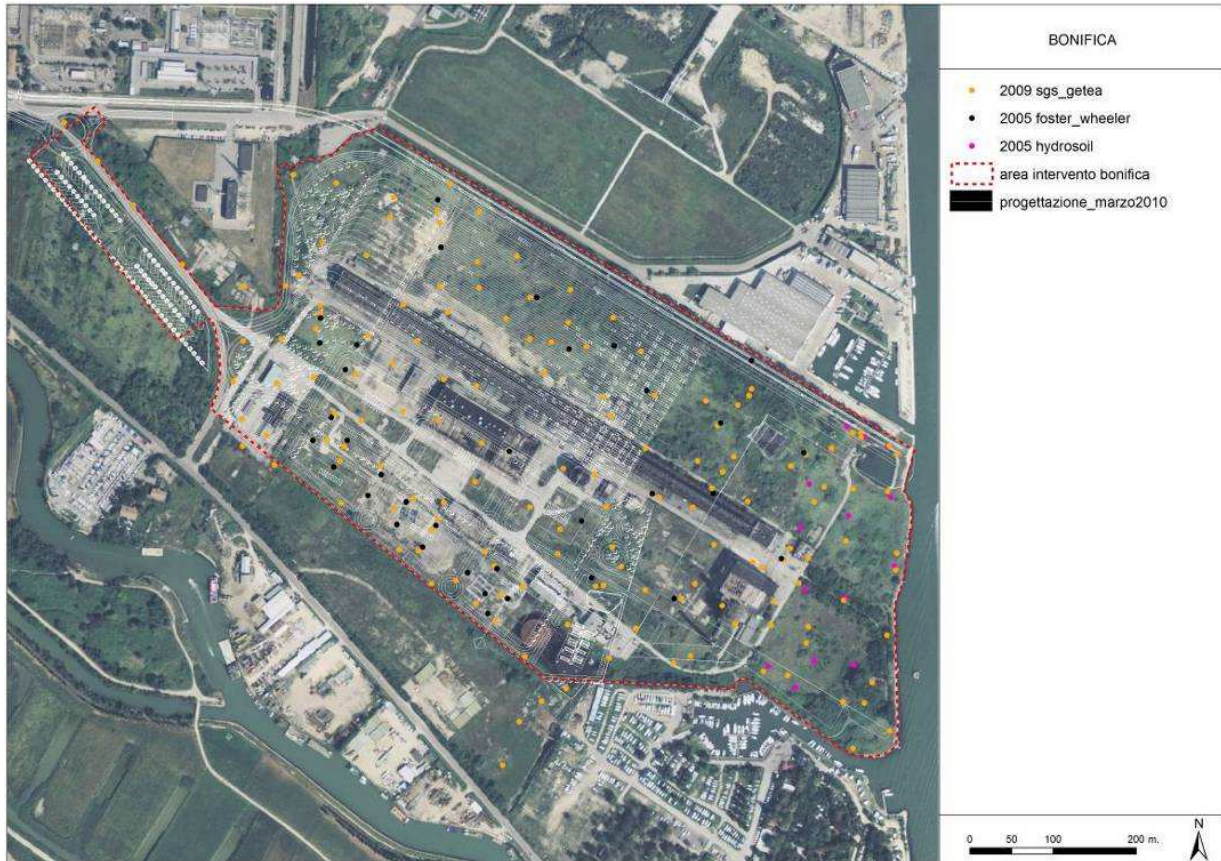 BONIFICA
2009 sgs_getea
2005 foster_wheeler
2005 hydrosoil
area intervento bonifica
progettazione_marzo2010
N
0 50 100 200 m.